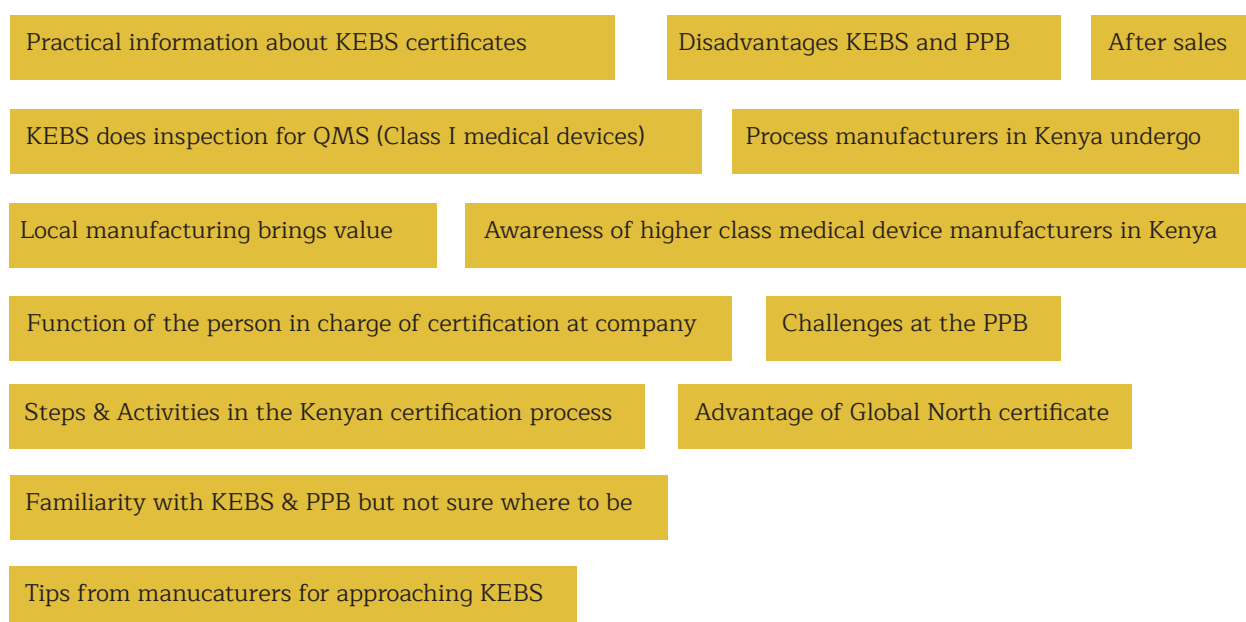 Practical information about KEBS certificates
Disadvantages KEBS and PPB
After sales
KEBS does inspection for QMS (Class I medical devices)
Process manufacturers in Kenya undergo
Local manufacturing brings value
Awareness of higher class medical device manufacturers in Kenya
Function of the person in charge of certification at company
Challenges at the PPB
Steps & Activities in the Kenyan certification process
Advantage of Global North certificate
Familiarity with KEBS & PPB but not sure where to be
Tips from manucaturers for approaching KEBS